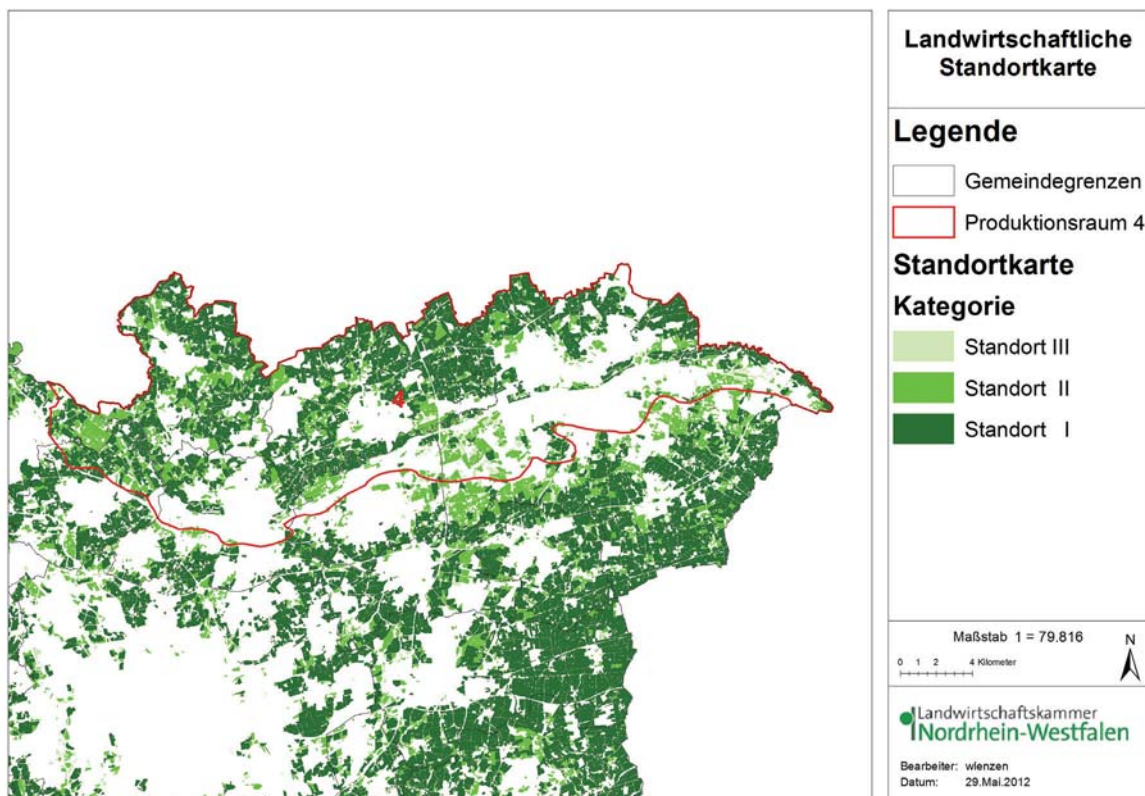 Landwirtschaftliche
Standortkarte
Legende
Gemeindegrenzen
Produktionsraum 4
Standortkarte
Kategorie
Standort III
Standort II
Standort I
4
Maßstab 1 = 79.816
N
0 1 2 4 Kilometer
Landwirtschaftskammer
Nordrhein-Westfalen
Bearbeiter: wlenzen
Datum: 29.Mai.2012